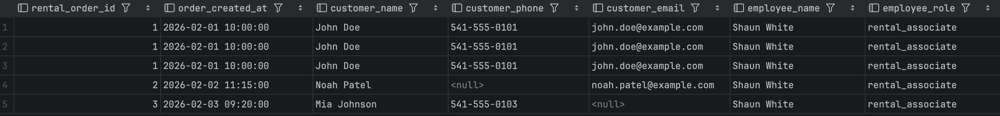 rental_order_id order_created_at customer_name customer_phone customer_email employee_name employee_role
1 1 2026-02-01 10:00:00 John Doe 541-555-0101 john.doe@example.com Shaun White rental_associate
2 1 2026-02-01 10:00:00 John Doe 541-555-0101 john.doe@example.com Shaun White rental_associate
3 1 2026-02-01 10:00:00 John Doe 541-555-0101 john.doe@example.com Shaun White rental_associate
4 2 2026-02-02 11:15:00 Noah Patel <null> noah.patel@example.com Shaun White rental_associate
5 3 2026-02-03 09:20:00 Mia Johnson 541-555-0103 <null> Shaun White rental_associate